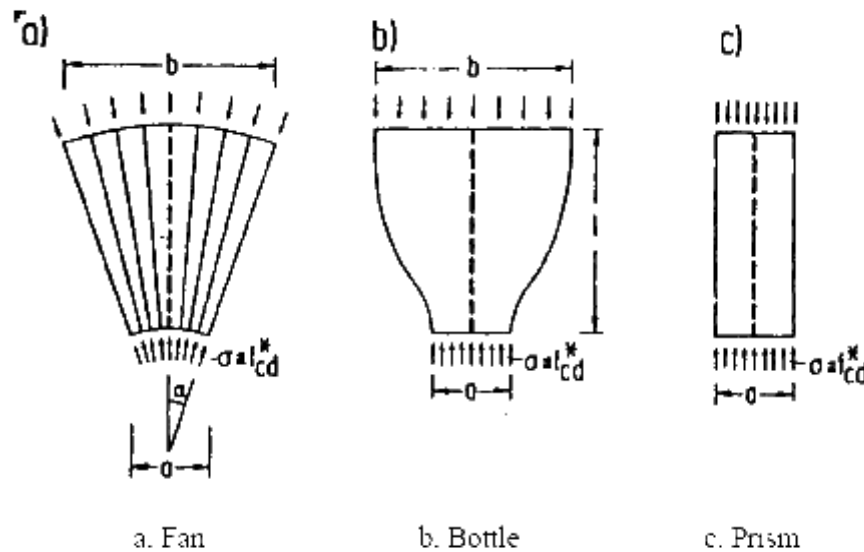 a) b) c)
b b
σ a f*cd σ a f*cd σ a f*cd
α
a a
a
a. Fan b. Bottle c. Prism